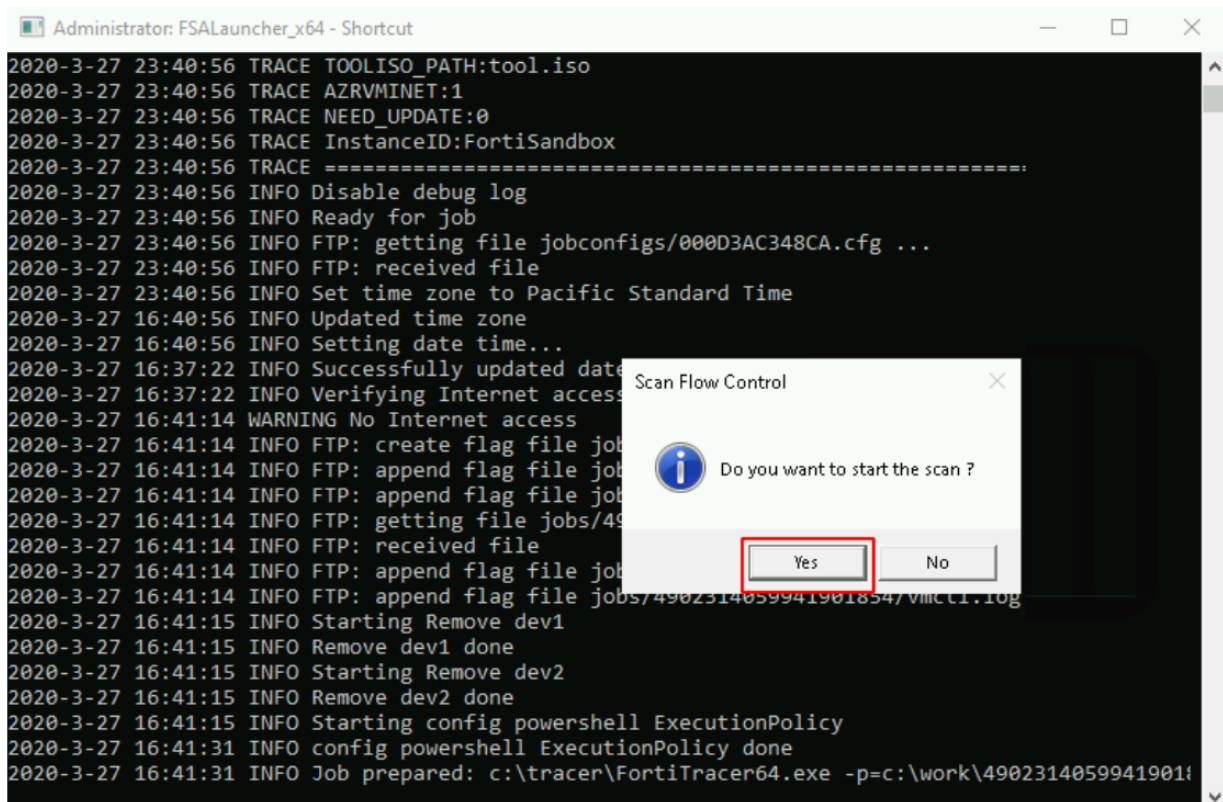 Administrator: FSALauncher_x64 - Shortcut
2020-3-27 23:40:56 TRACE TOOLISO_PATH:tool.iso
2020-3-27 23:40:56 TRACE AZRVMINET:1
2020-3-27 23:40:56 TRACE NEED_UPDATE:0
2020-3-27 23:40:56 TRACE InstanceID:FortiSandbox
2020-3-27 23:40:56 TRACE ========================================================
2020-3-27 23:40:56 INFO Disable debug log
2020-3-27 23:40:56 INFO Ready for job
2020-3-27 23:40:56 INFO FTP: getting file jobconfigs/000D3AC348CA.cfg ...
2020-3-27 23:40:56 INFO FTP: received file
2020-3-27 23:40:56 INFO Set time zone to Pacific Standard Time
2020-3-27 16:40:56 INFO Updated time zone
2020-3-27 16:40:56 INFO Setting date time...
2020-3-27 16:37:22 INFO Successfully updated date
2020-3-27 16:37:22 INFO Verifying Internet access
2020-3-27 16:41:14 WARNING No Internet access
2020-3-27 16:41:14 INFO FTP: create flag file job
2020-3-27 16:41:14 INFO FTP: append flag file job
2020-3-27 16:41:14 INFO FTP: append flag file job
2020-3-27 16:41:14 INFO FTP: getting file jobs/49
2020-3-27 16:41:14 INFO FTP: received file
2020-3-27 16:41:14 INFO FTP: append flag file job
2020-3-27 16:41:14 INFO FTP: append flag file jobs/4902314059941901854/vmctl.log
2020-3-27 16:41:15 INFO Starting Remove dev1
2020-3-27 16:41:15 INFO Remove dev1 done
2020-3-27 16:41:15 INFO Starting Remove dev2
2020-3-27 16:41:15 INFO Remove dev2 done
2020-3-27 16:41:15 INFO Starting config powershell ExecutionPolicy
2020-3-27 16:41:31 INFO config powershell ExecutionPolicy done
2020-3-27 16:41:31 INFO Job prepared: c:\tracer\FortiTracer64.exe -p=c:\work\49023140599419018
Scan Flow Control
Do you want to start the scan ?
Yes No